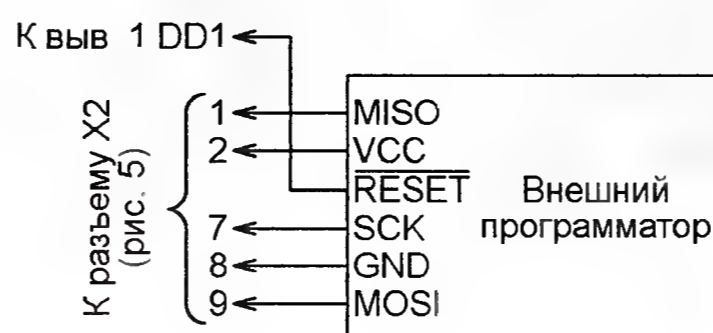 К выв 1 DD1
К разъему X2
(рис. 5)
1 MISO
2 VCC
RESET
7 SCK
8 GND
9 MOSI
Внешний
программатор